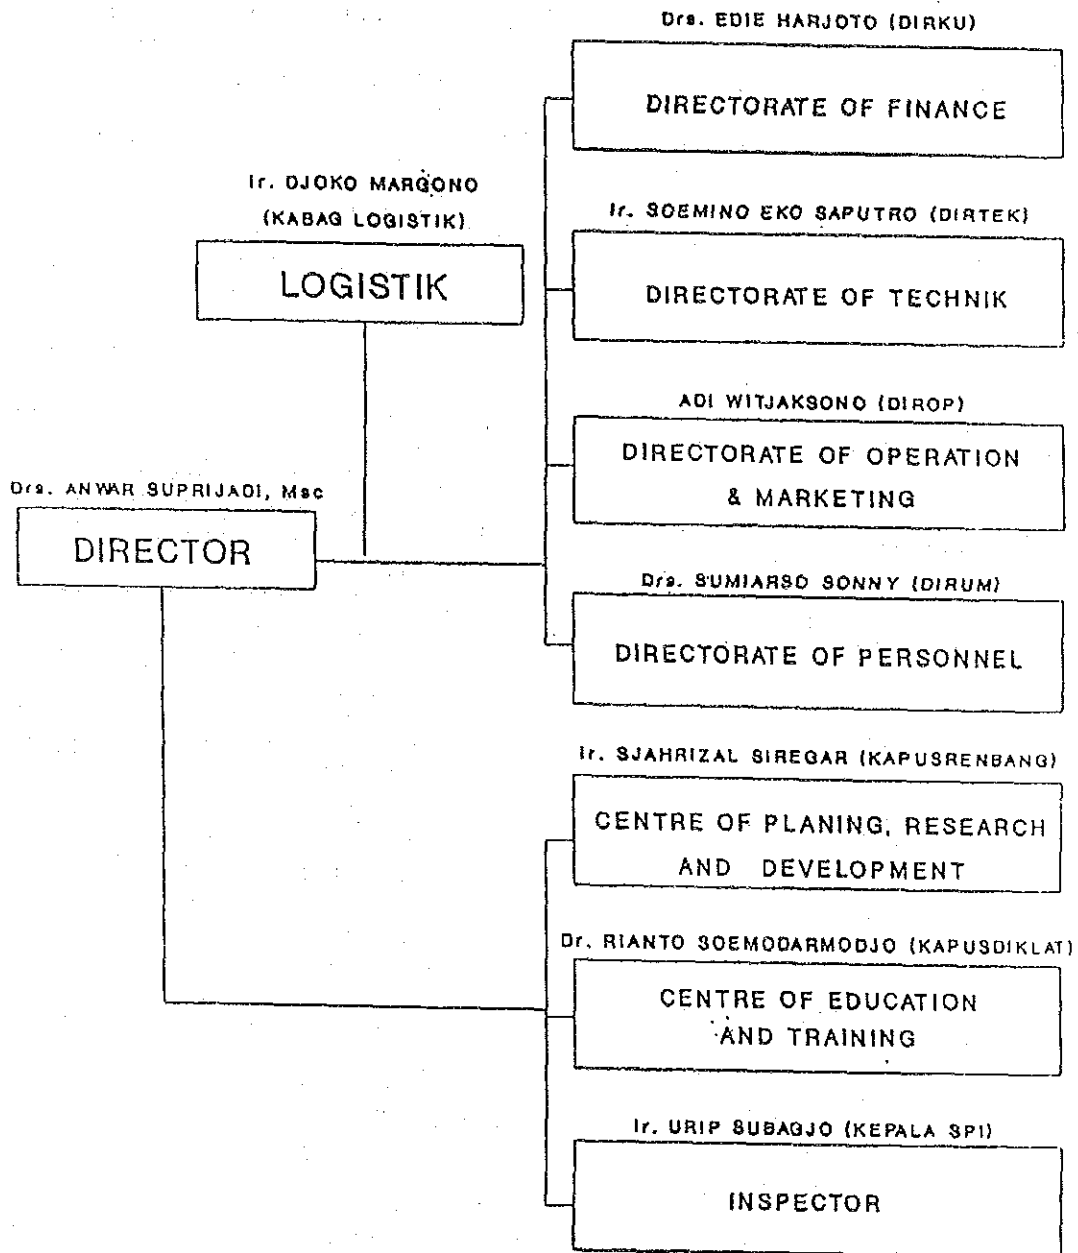 Drs. EDIE HARJOTO (DIRKU)
DIRECTORATE OF FINANCE
Ir. DJOKO MARGONO
(KABAG LOGISTIK)
LOGISTIK
Ir. SOEMINO EKO SAPUTRO (DIRTEK)
DIRECTORATE OF TECHNIK
ADI WITJAKSONO (DIROP)
DIRECTORATE OF OPERATION
& MARKETING
Drs. ANWAR SUPRIJADI, Msc
DIRECTOR
Drs. SUMIARSO SONNY (DIRUM)
DIRECTORATE OF PERSONNEL
Ir. SJAHRIZAL SIREGAR (KAPUSRENBANG)
CENTRE OF PLANING, RESEARCH
AND DEVELOPMENT
Dr. RIANTO SOEMODARMODJO (KAPUSDIKLAT)
CENTRE OF EDUCATION
AND TRAINING
Ir. URIP SUBAGJO (KEPALA SPI)
INSPECTOR